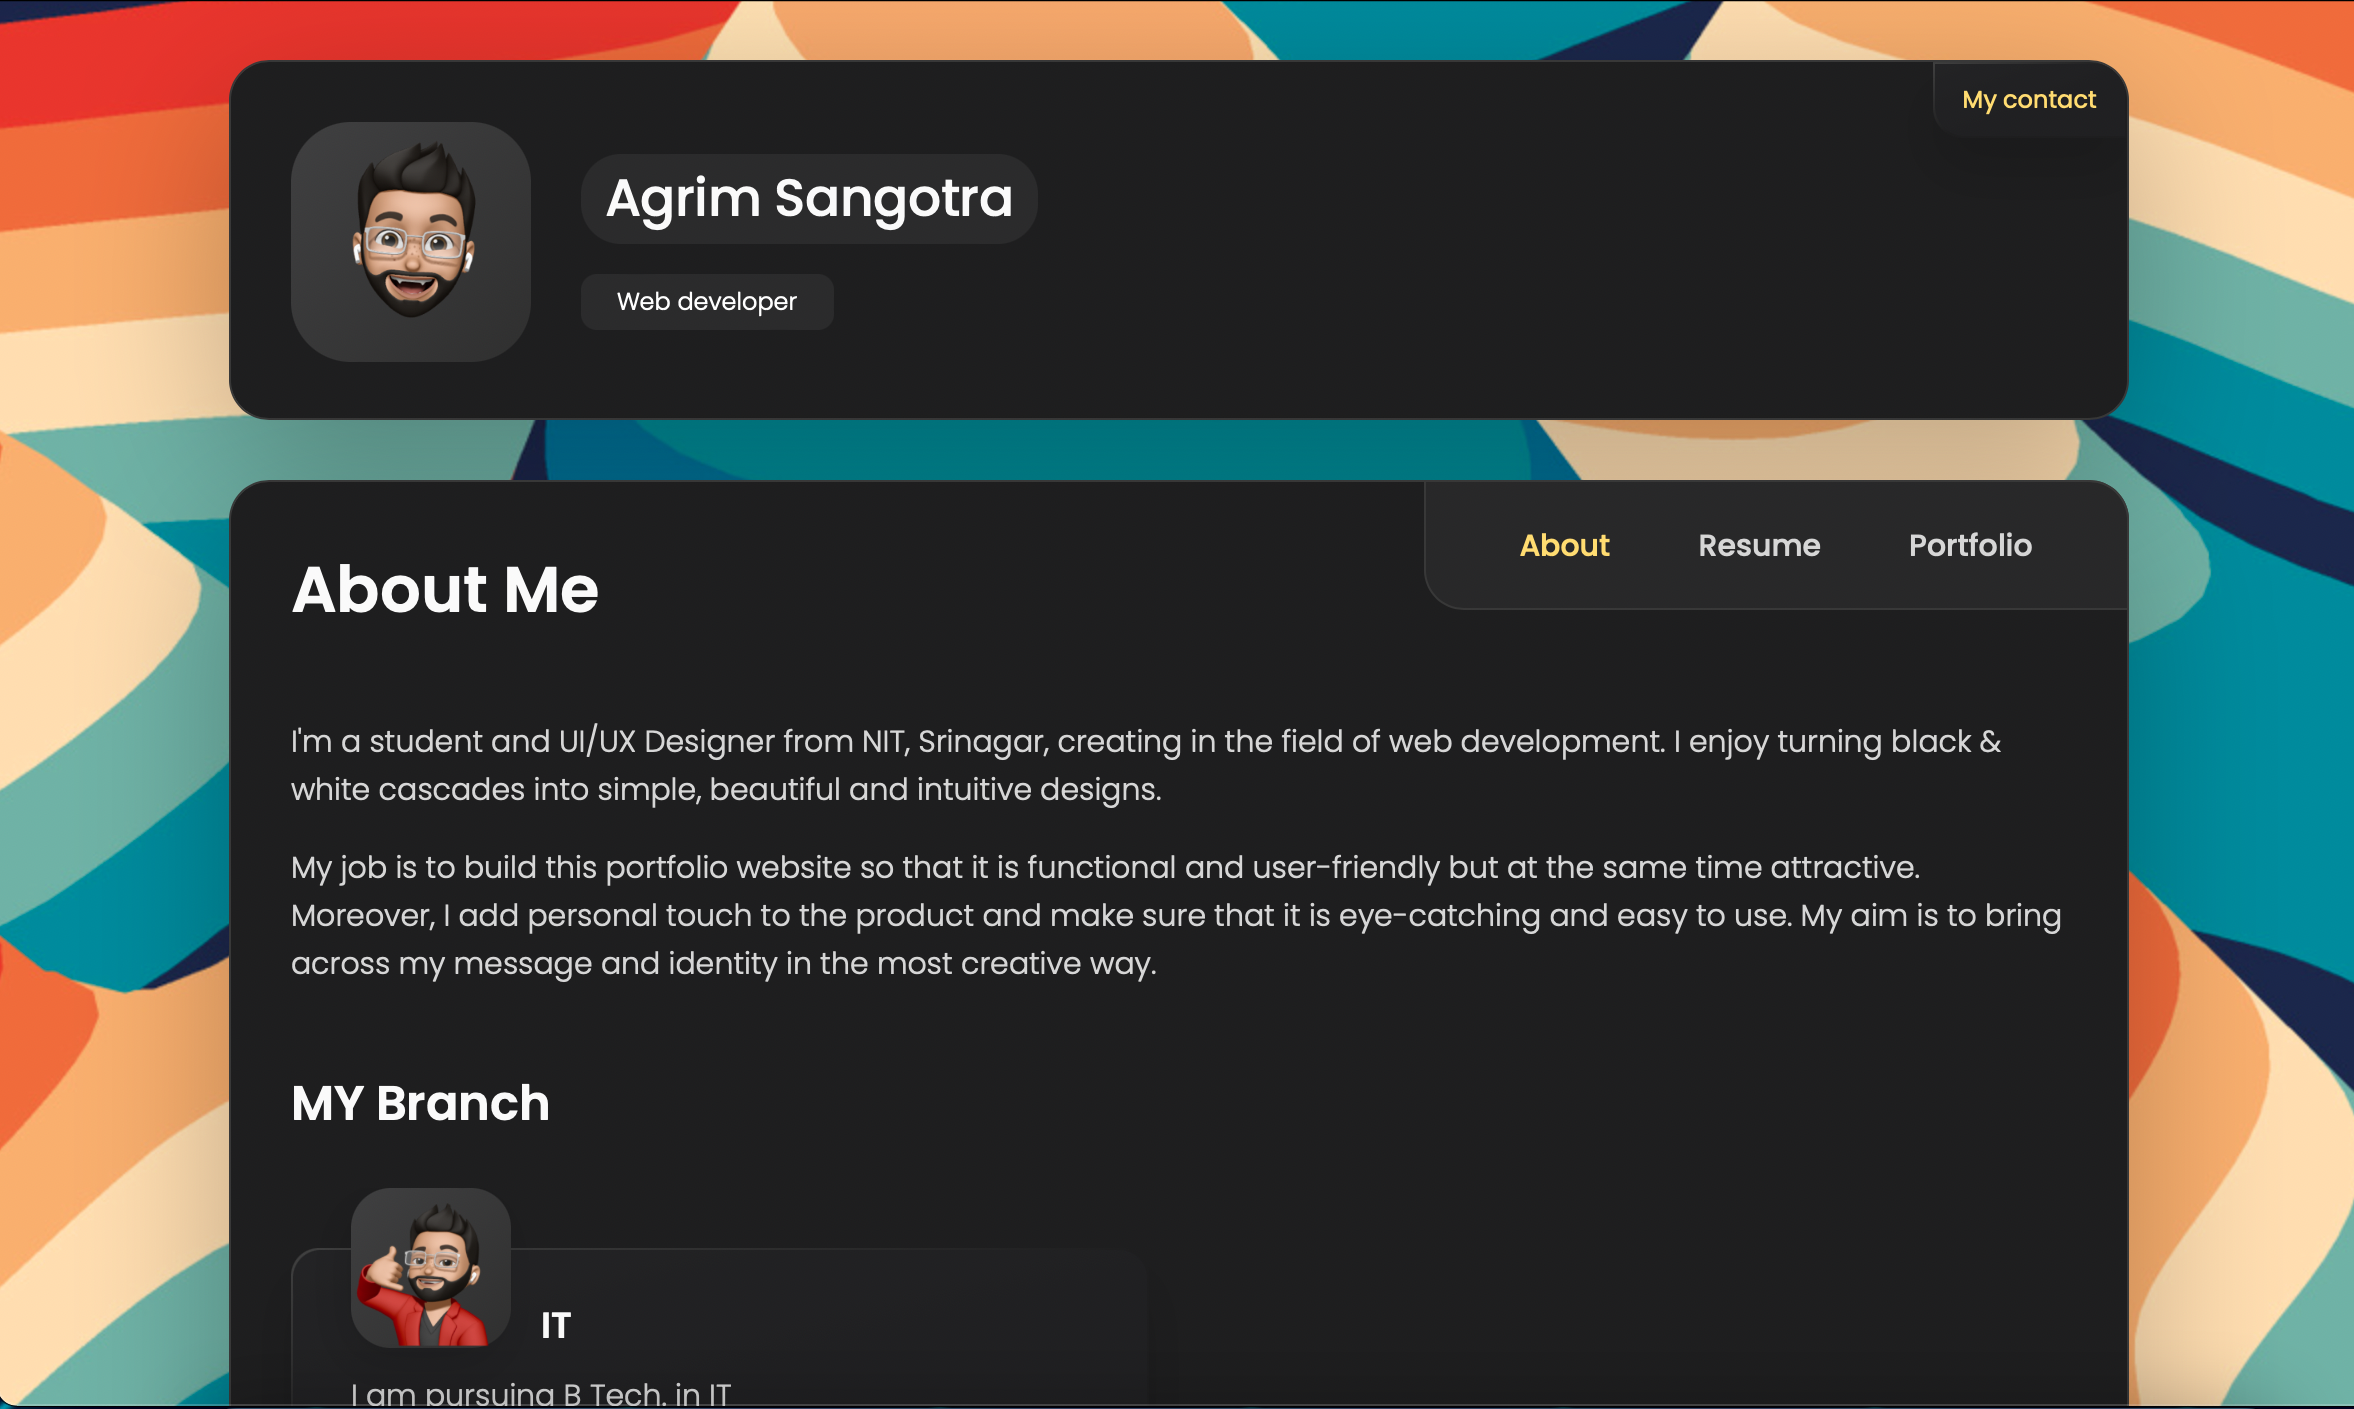 My contact
Agrim Sangotra
Web developer
About Resume Portfolio
About Me
I'm a student and UI/UX Designer from NIT, Srinagar, creating in the field of web development. I enjoy turning black &
white cascades into simple, beautiful and intuitive designs.
My job is to build this portfolio website so that it is functional and user-friendly but at the same time attractive.
Moreover, I add personal touch to the product and make sure that it is eye-catching and easy to use. My aim is to bring
across my message and identity in the most creative way.
MY Branch
IT
I am pursuing B Tech. in IT